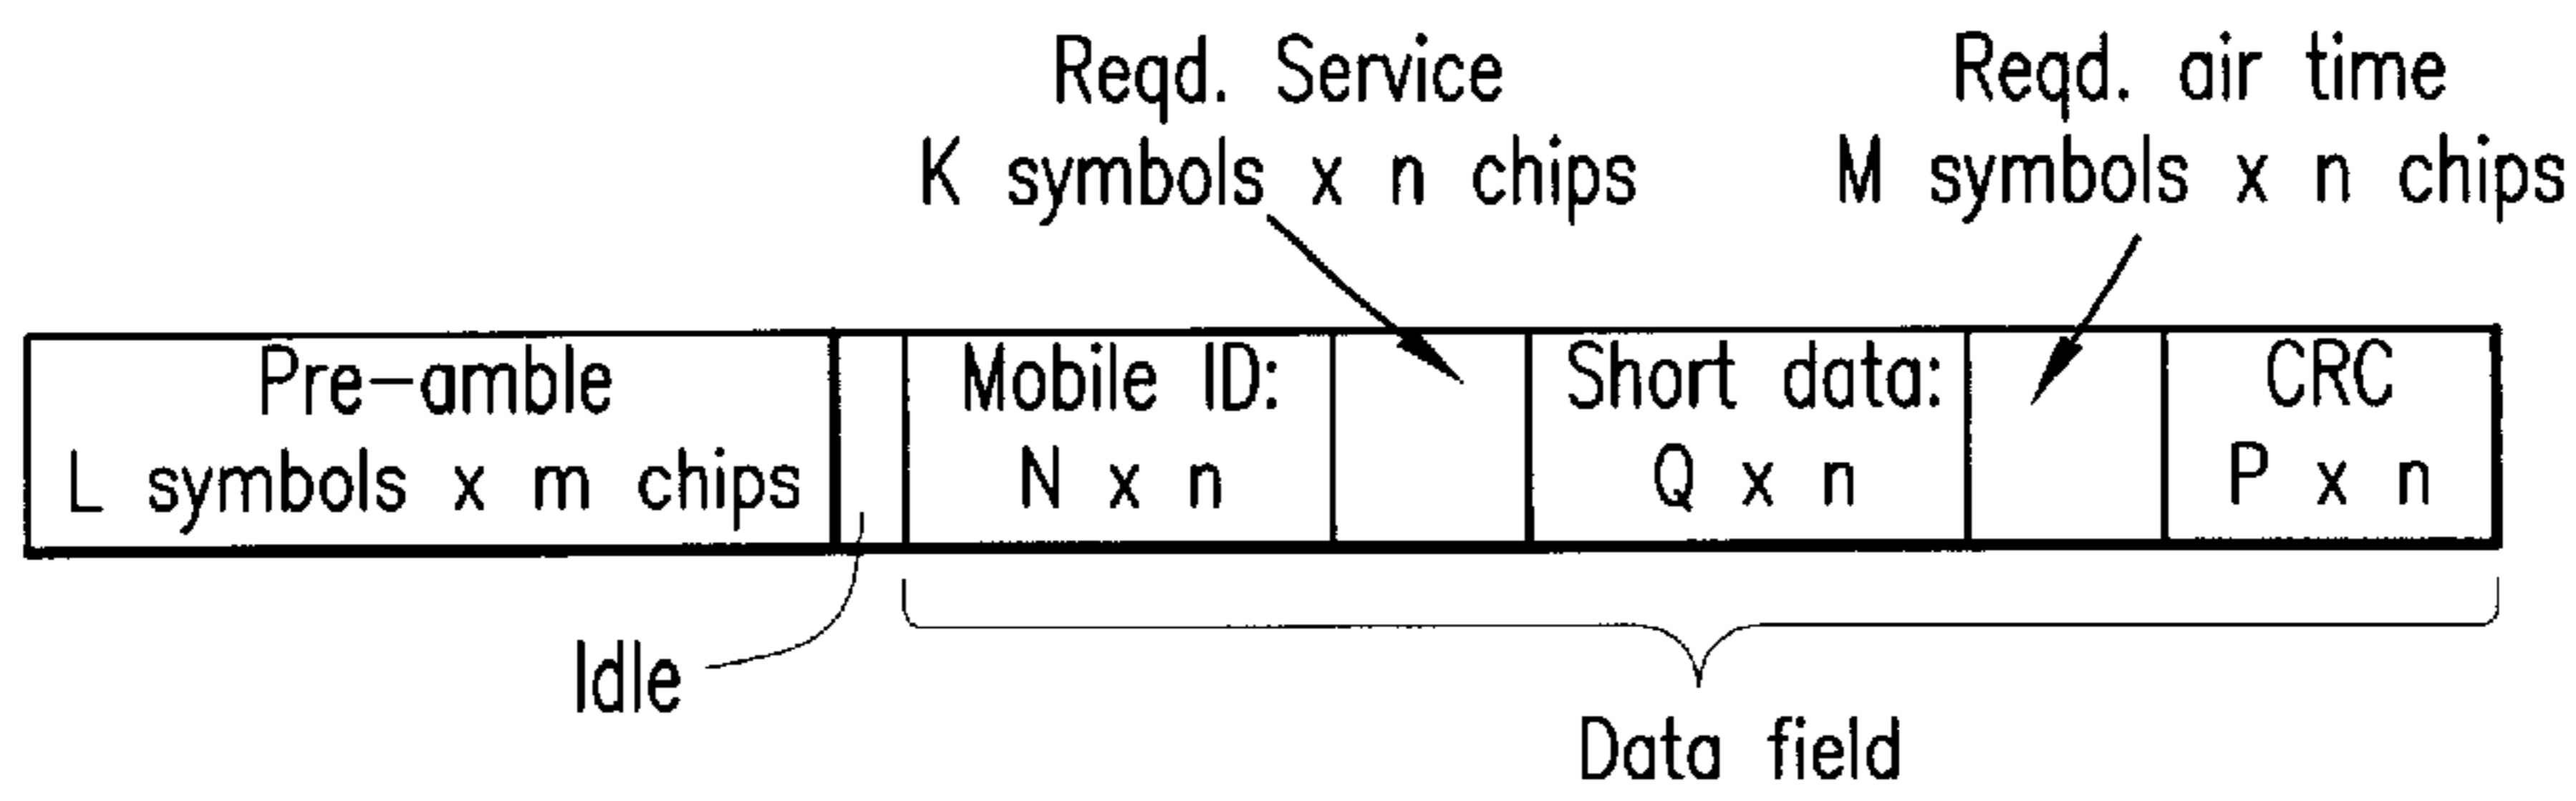 Reqd. Service
K symbols x n chips
Reqd. air time
M symbols x n chips
Pre-amble
L symbols x m chips
Mobile ID:
N x n
Short data:
Q x n
CRC
P x n
Idle
Data field